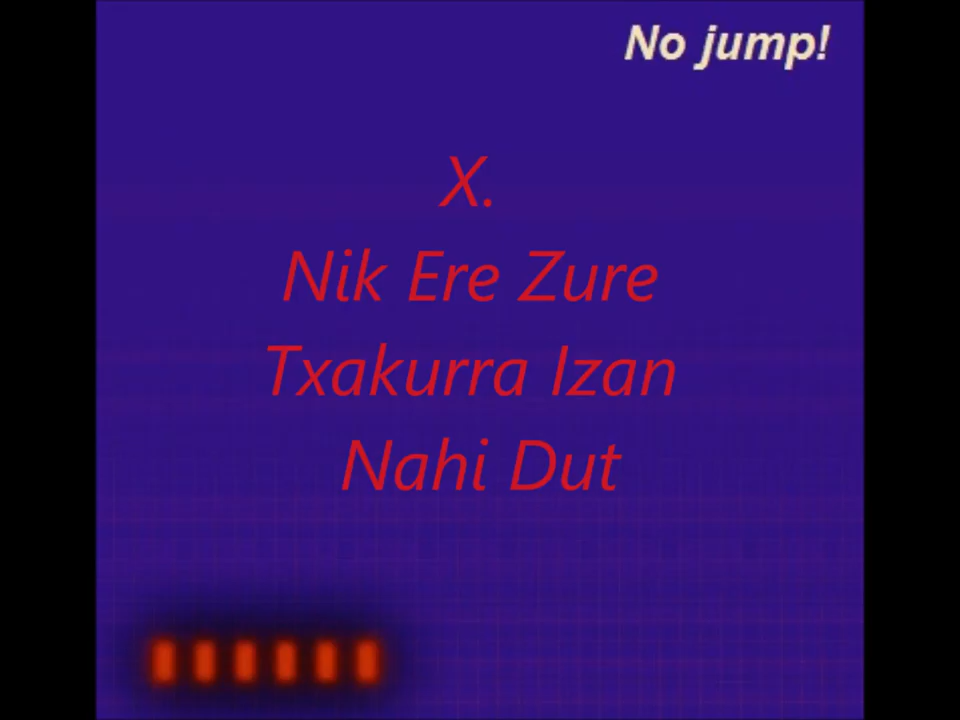 No jump!
X.
Nik Ere Zure
Txakurra Izan
Nahi Dut